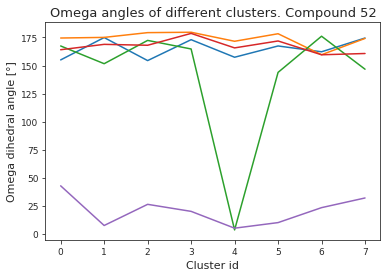 Omega angles of different clusters. Compound 52
Omega dihedral angle [°]
175
150
125
100
75
50
25
0
0 1 2 3 4 5 6 7
Cluster id